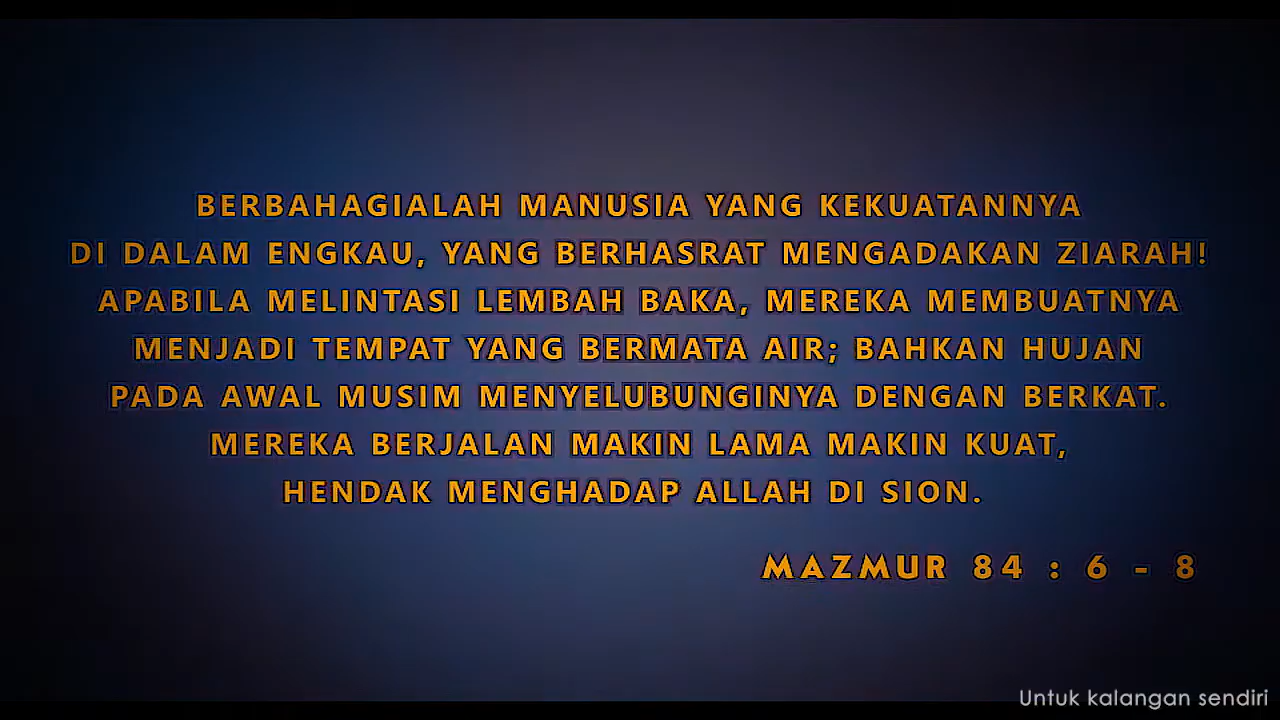 BERBAHAGIALAH MANUSIA YANG KEKUATANNYA
DI DALAM ENGKAU, YANG BERHASRAT MENGADAKAN ZIARAH!
APABILA MELINTASI LEMBAH BAKA, MEREKA MEMBUATNYA
MENJADI TEMPAT YANG BERMATA AIR; BAHKAN HUJAN
PADA AWAL MUSIM MENYELUBUNGINYA DENGAN BERKAT.
MEREKA BERJALAN MAKIN LAMA MAKIN KUAT,
HENDAK MENGHADAP ALLAH DI SION.
MAZMUR 84 : 6 - 8
Untuk kalangan sendiri